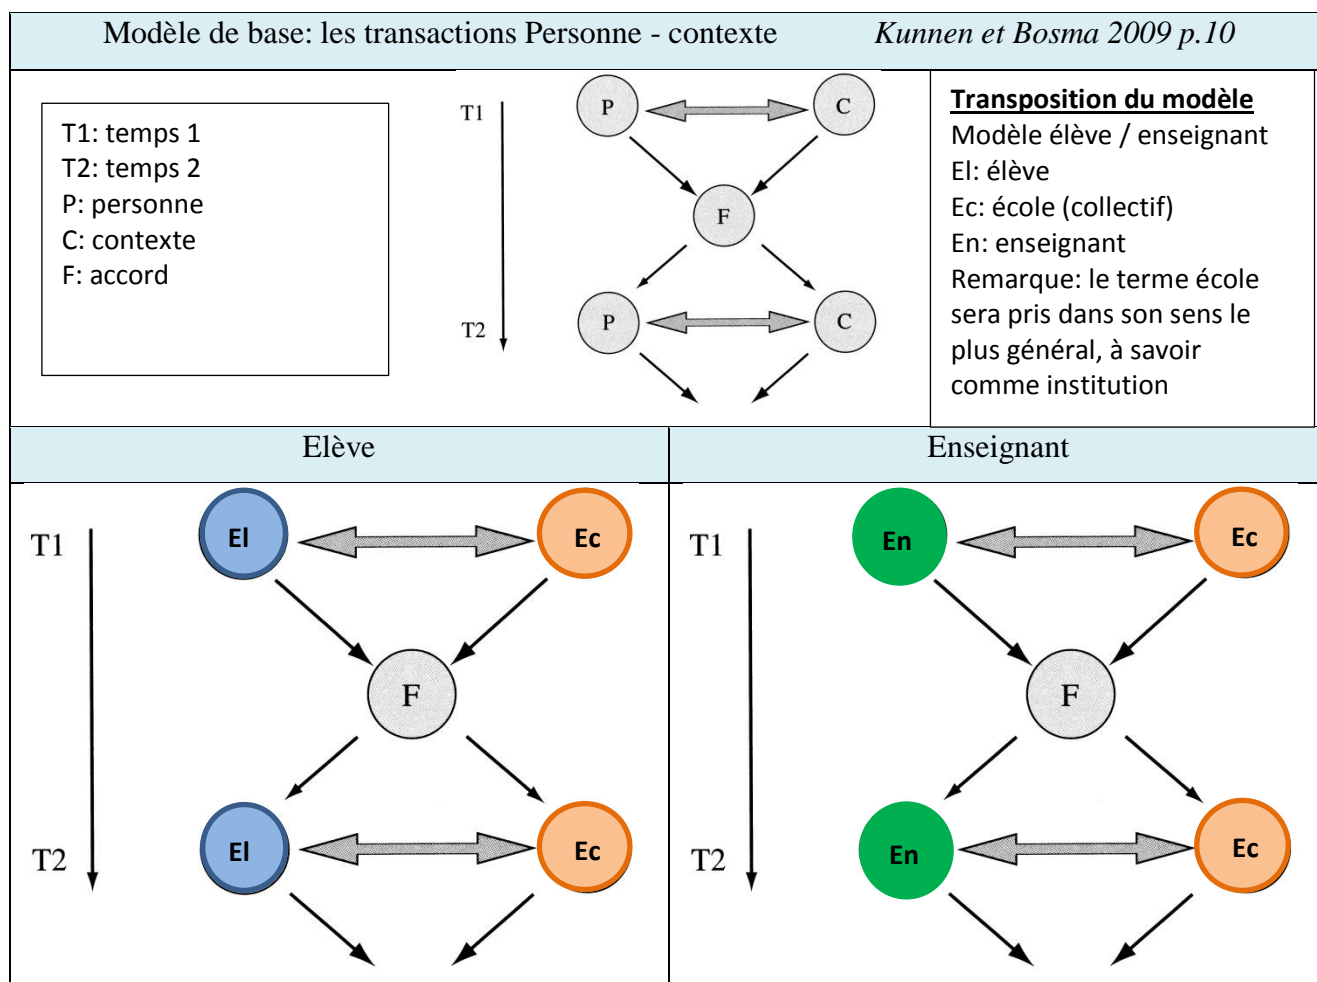 Modèle de base: les transactions Personne - contexte Kunnen et Bosma 2009 p.10
T1: temps 1
T2: temps 2
P: personne
C: contexte
F: accord
T1
P
C
F
T2
P
C
Transposition du modèle
Modèle élève / enseignant
El: élève
Ec: école (collectif)
En: enseignant
Remarque: le terme école
sera pris dans son sens le
plus général, à savoir
comme institution
Elève
T1
El
Ec
F
T2
El
Ec
Enseignant
T1
En
Ec
F
T2
En
Ec